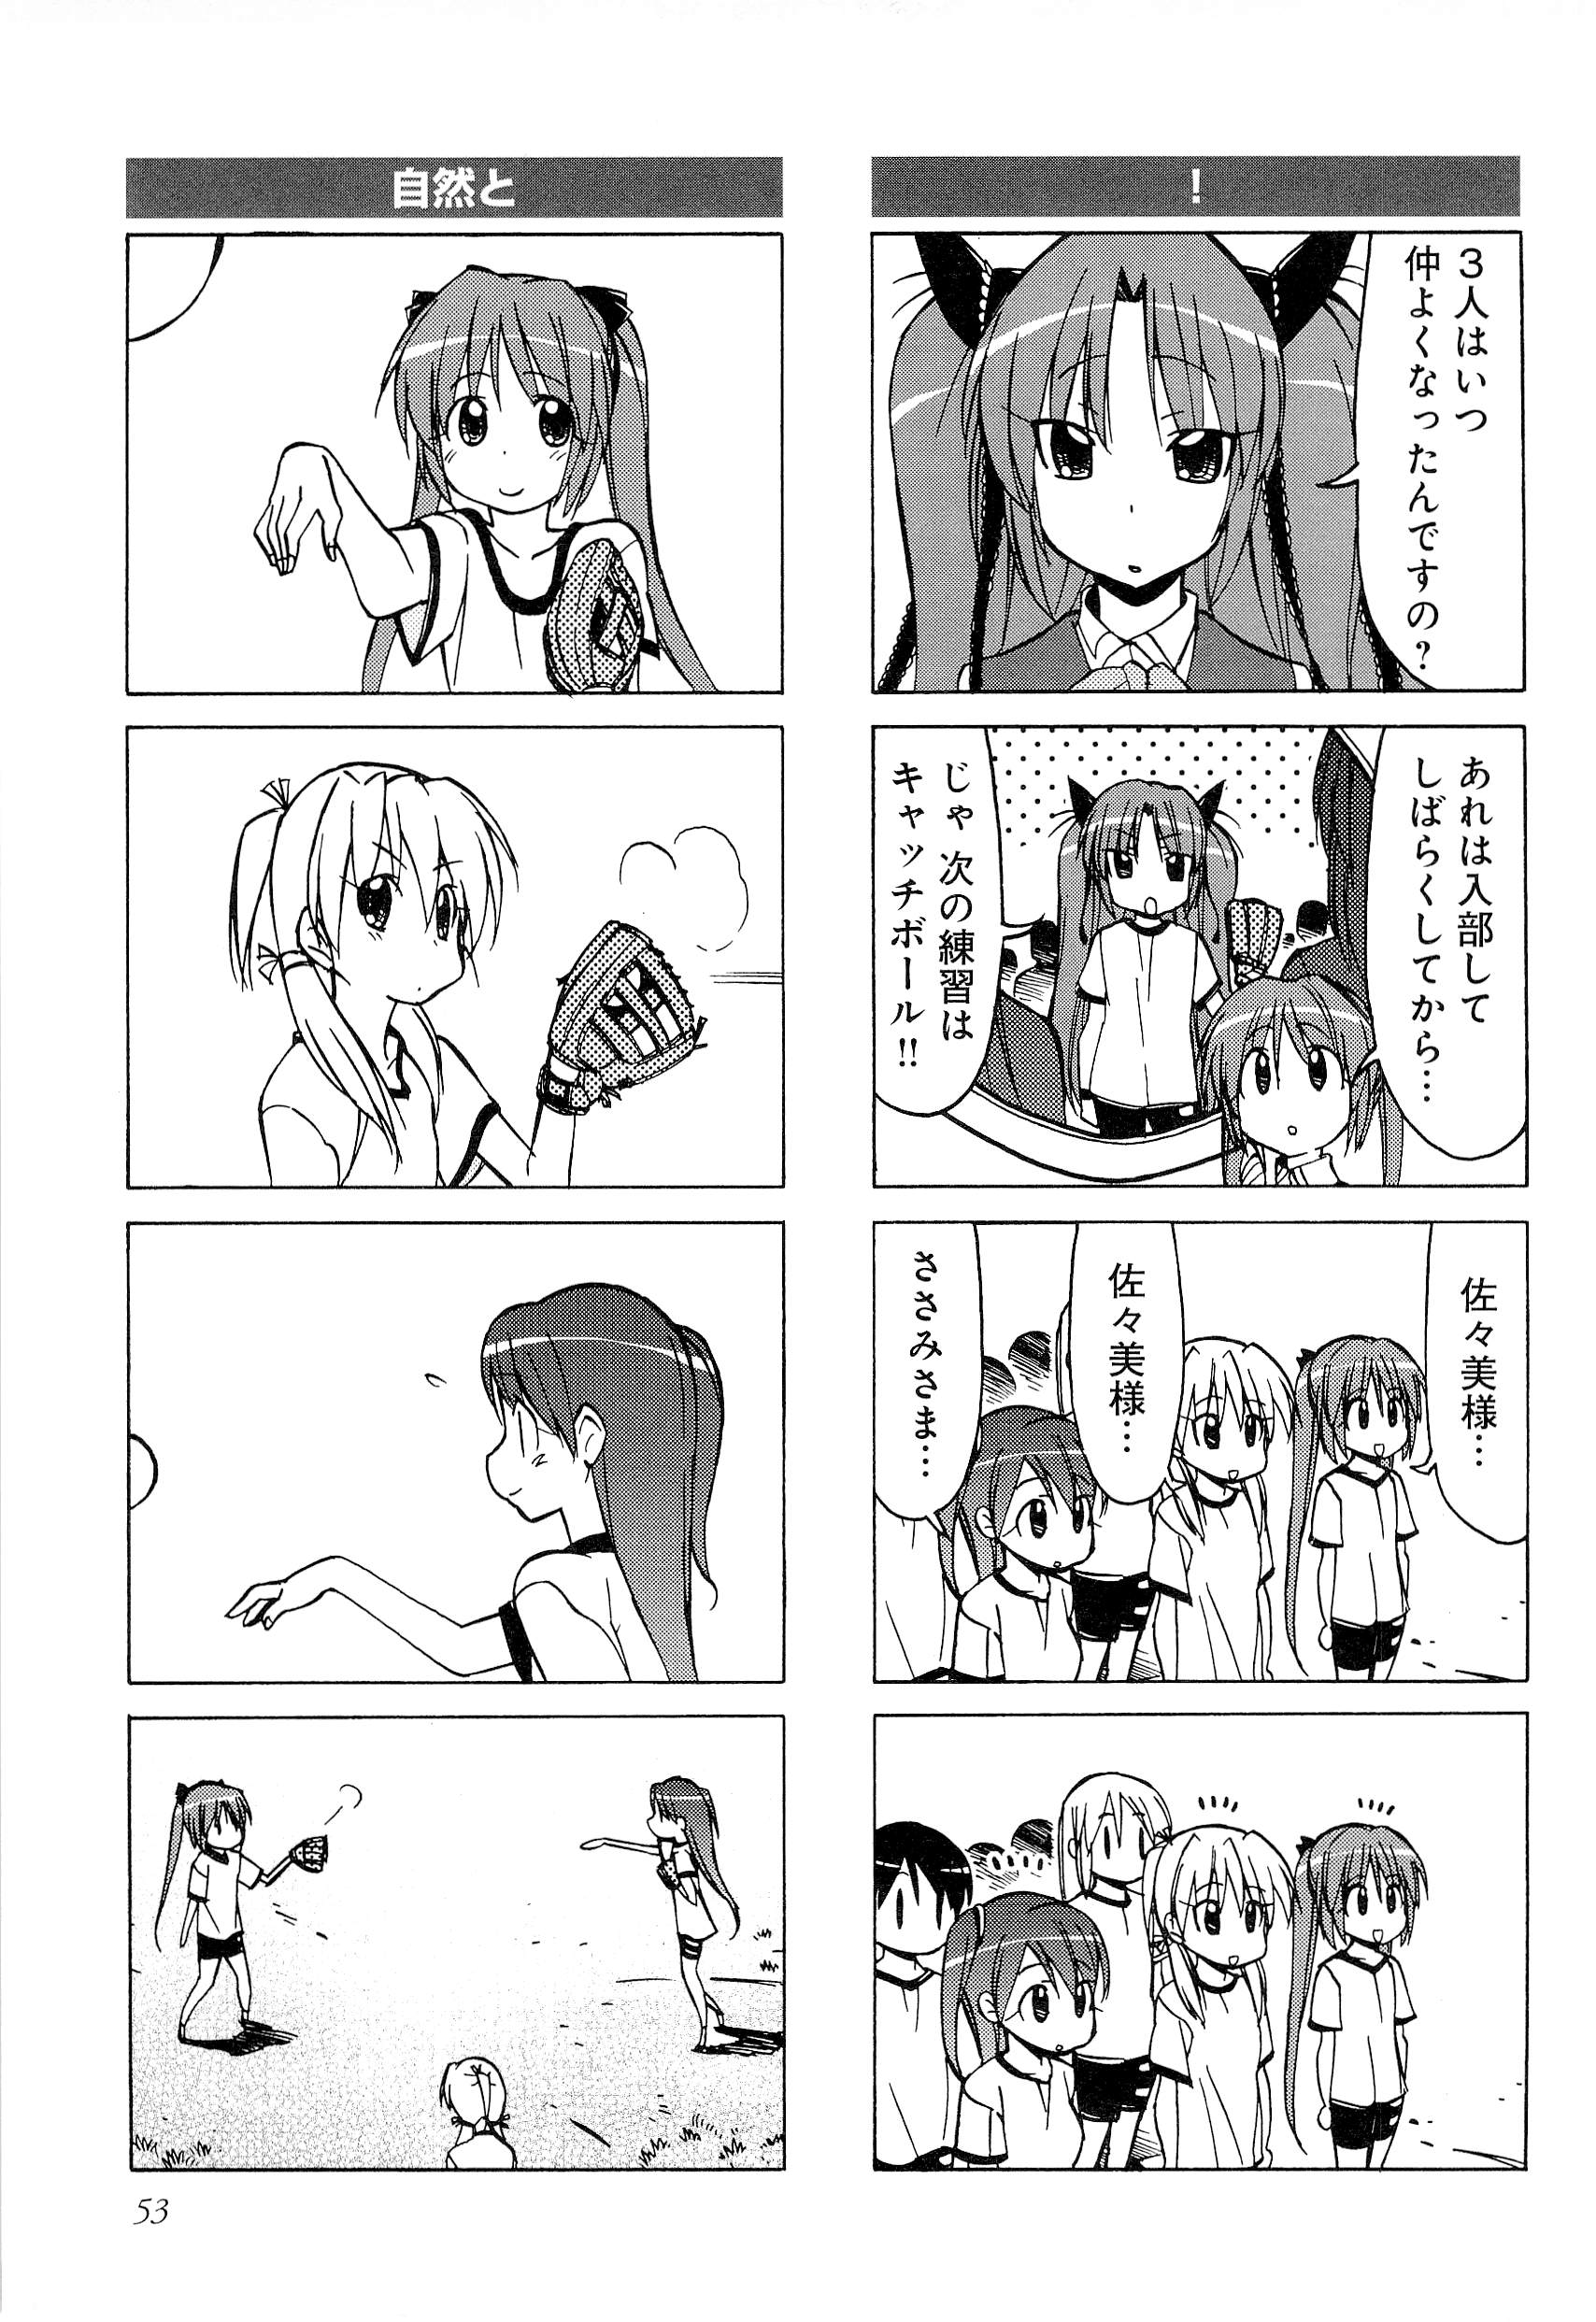 ！
３人はいつ
仲よくなったんですの？
あれは入部して
しばらくしてから…
じゃ 次の練習は
キャッチボール!!
佐々美様…
佐々美様…
ささみさま…
自然と
53